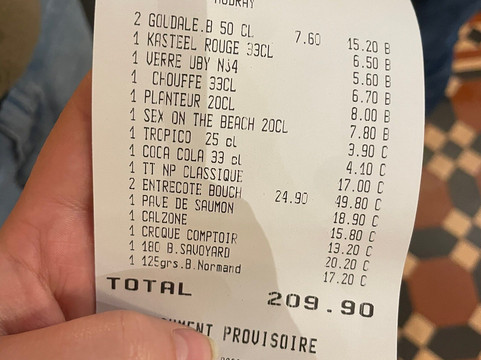 2 GOLDALE.B 50 CL 7.60 15.20 B
1 KASTEEL ROUGE 33CL 6.50 B
1 VERRE UBY N34 5.60 B
1 CHOUFFE 33CL 6.70 B
1 PLANTEUR 20CL 8.00 B
1 SEX ON THE BEACH 20CL 7.80 B
1 TROPICO 25 cl 3.90 C
1 COCA COLA 33 cl 4.10 C
1 TT NP CLASSIQUE 17.00 C
2 ENTRECOTE BOUCH 24.90 49.80 C
1 PAVE DE SAUMON 18.90 C
1 CALZONE 15.80 C
1 CROQUE COMPTOIR 13.20 C
1 180 B.SAVOYARD 20.20 C
1 125grs.B.Normand 17.20 C
TOTAL 209.90
UMENT PROVISOIRE